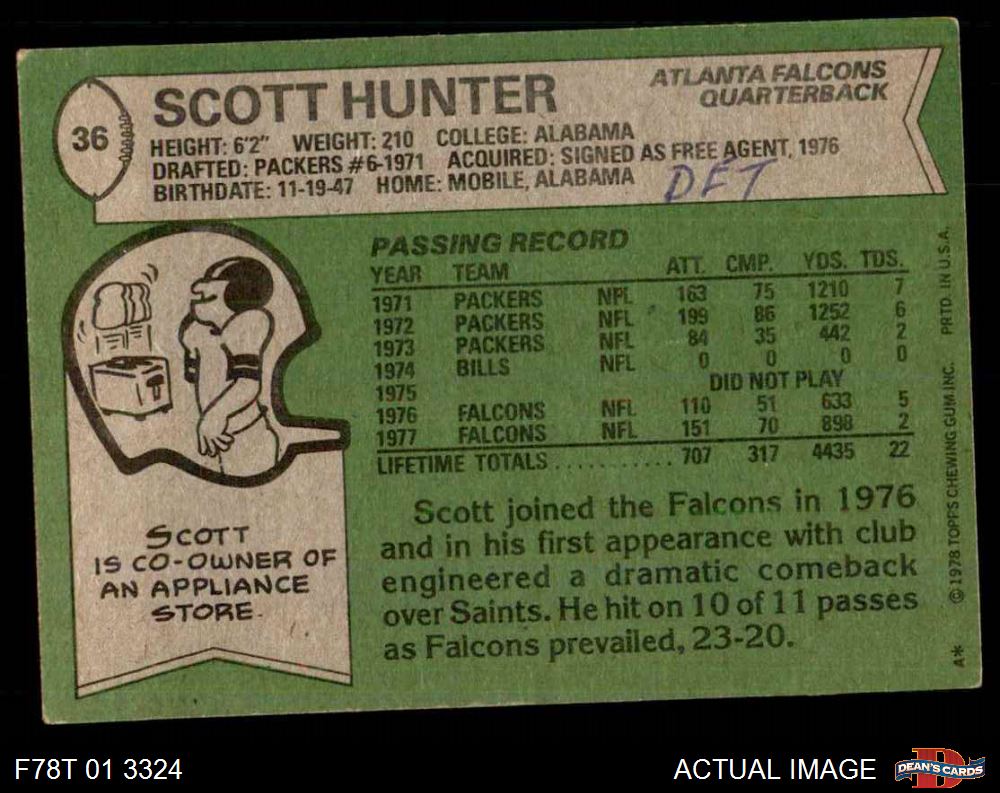 36
SCOTT HUNTER
ATLANTA FALCONS
QUARTERBACK
HEIGHT: 6'2" WEIGHT: 210 COLLEGE: ALABAMA
DRAFTED: PACKERS #6-1971 ACQUIRED: SIGNED AS FREE AGENT, 1976
BIRTHDATE: 11-19-47 HOME: MOBILE, ALABAMA
DET
PASSING RECORD
YEAR TEAM ATT. CMP. YDS. TDS.
1971 PACKERS NFL 163 75 1210 7
1972 PACKERS NFL 199 86 1252 6
1973 PACKERS NFL 84 35 442 2
1974 BILLS NFL 0 0 0 0
1975 DID NOT PLAY
1976 FALCONS NFL 110 51 633 5
1977 FALCONS NFL 151 70 898 2
LIFETIME TOTALS........... 707 317 4435 22
SCOTT
IS CO-OWNER OF
AN APPLIANCE
STORE.
Scott joined the Falcons in 1976
and in his first appearance with club
engineered a dramatic comeback
over Saints. He hit on 10 of 11 passes
as Falcons prevailed, 23-20.
A* ©1978 TOPPS CHEWING GUM, INC. PRTD. IN U.S.A.
F78T 01 3324
ACTUAL IMAGE
DEAN'S CARDS